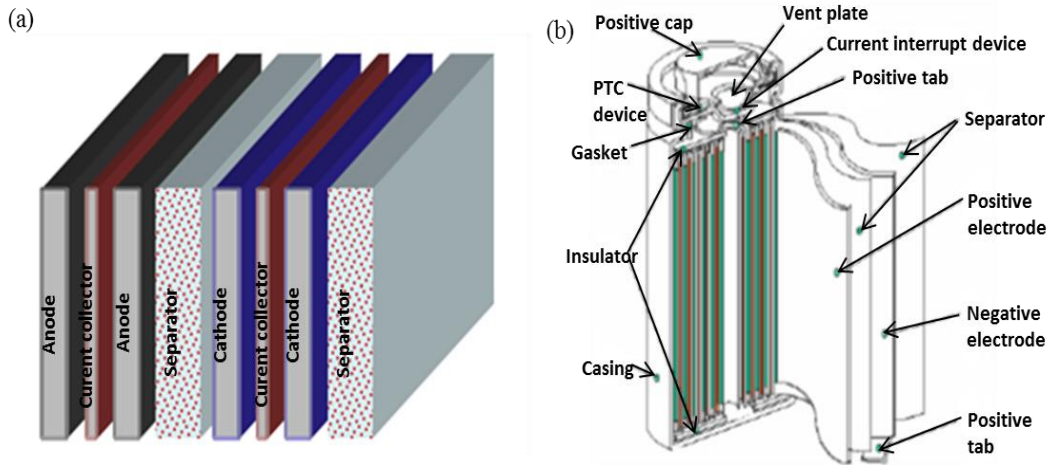 (a)
Anode
Curent collector
Anode
Separator
Cathode
Curent collector
Cathode
Separator
(b)
Positive cap
Vent plate
Current interrupt device
PTC
device
Positive tab
Gasket
Separator
Positive
electrode
Insulator
Negative
electrode
Casing
Positive
tab